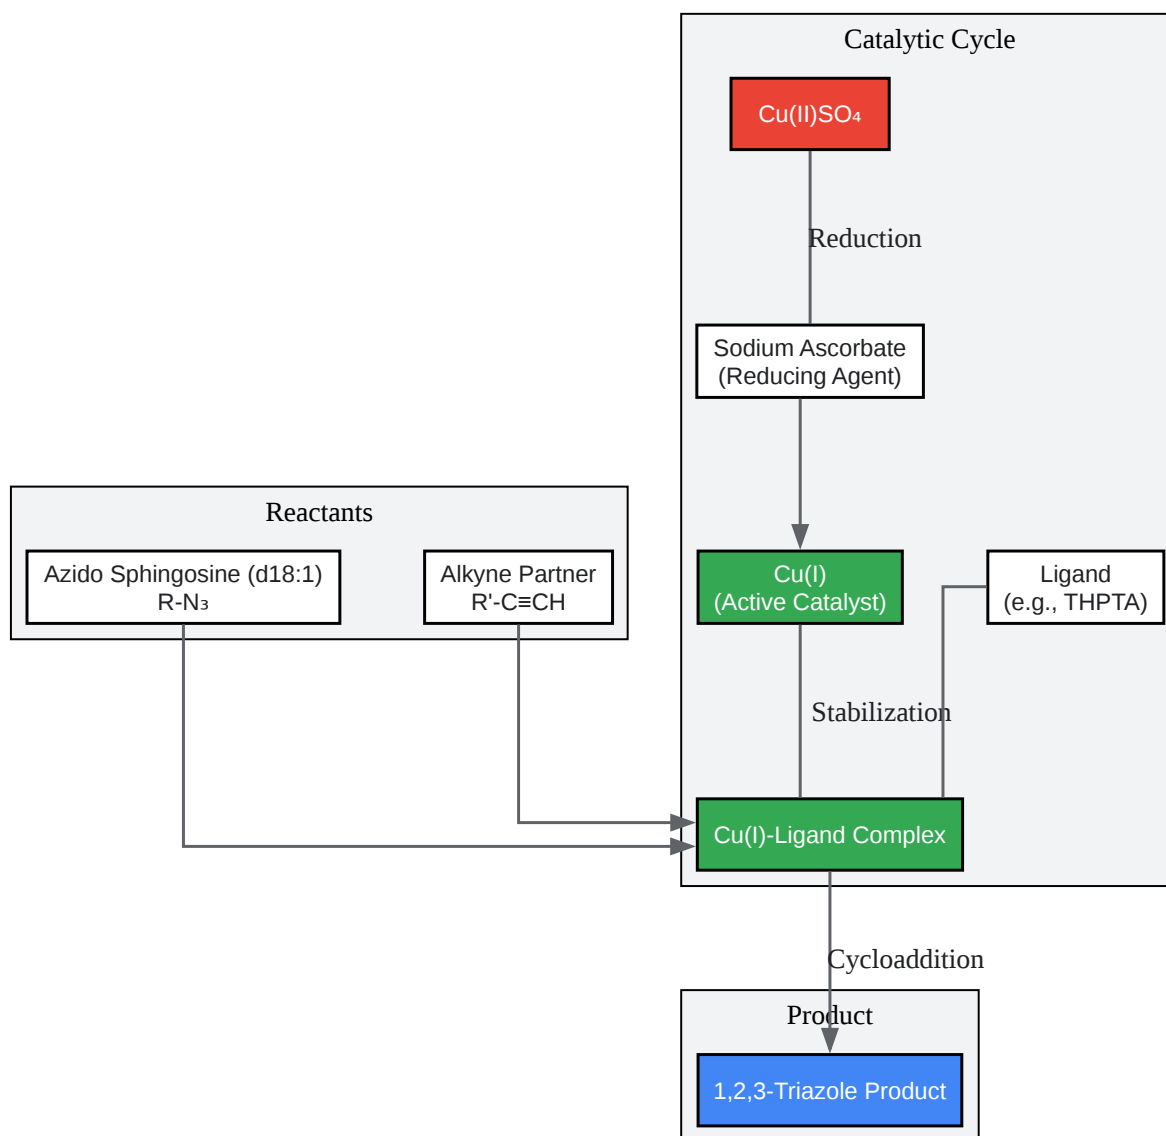 Catalytic Cycle
Cu(II)SO₄
Reduction
Sodium Ascorbate
(Reducing Agent)
Reactants
Azido Sphingosine (d18:1)
R-N₃
Alkyne Partner
R'-C≡CH
Cu(I)
(Active Catalyst)
Ligand
(e.g., THPTA)
Stabilization
Cu(I)-Ligand Complex
Cycloaddition
Product
1,2,3-Triazole Product